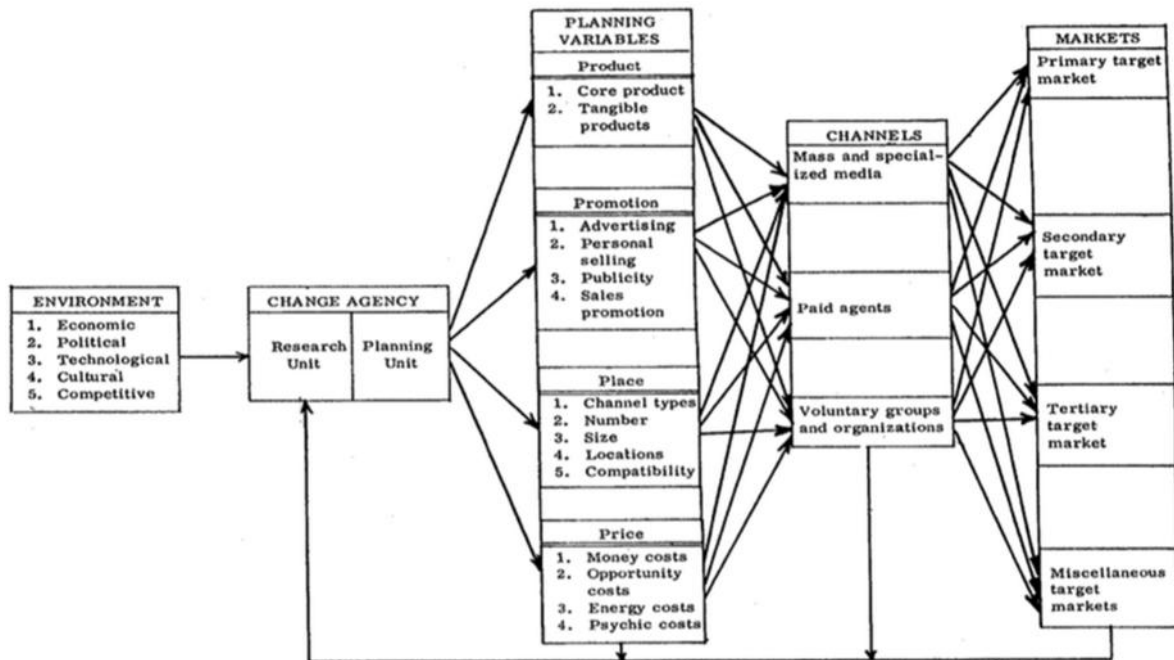 ENVIRONMENT
1. Economic
2. Political
3. Technological
4. Cultural
5. Competitive
CHANGE AGENCY
Research
Unit
Planning
Unit
PLANNING
VARIABLES
Product
1. Core product
2. Tangible
products
Promotion
1. Advertising
2. Personal
selling
3. Publicity
4. Sales
promotion
Place
1. Channel types
2. Number
3. Size
4. Locations
5. Compatibility
Price
1. Money costs
2. Opportunity
costs
3. Energy costs
4. Psychic costs
CHANNELS
Mass and special-
ized media
Paid agents
Voluntary groups
and organizations
MARKETS
Primary target
market
Secondary
target
market
Tertiary
target
market
Miscellaneous
target
markets